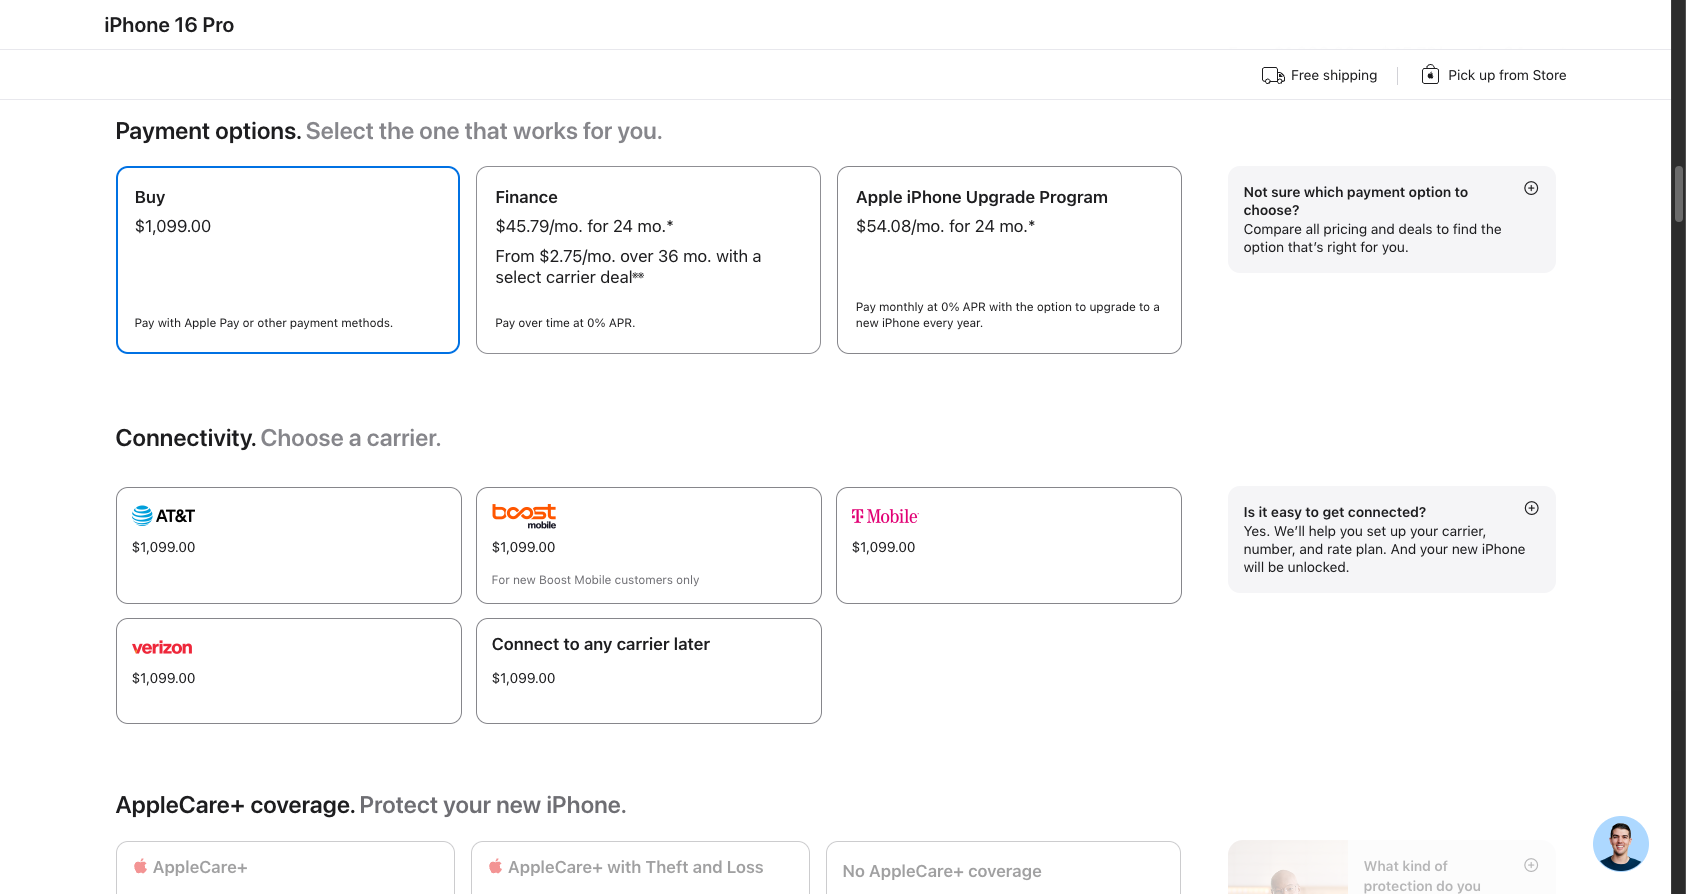 iPhone 16 Pro
Free shipping
Pick up from Store
Payment options. Select the one that works for you.
Buy
$1,099.00
Pay with Apple Pay or other payment methods.
Finance
$45.79/mo. for 24 mo.*
From $2.75/mo. over 36 mo. with a
select carrier deal**
Pay over time at 0% APR.
Apple iPhone Upgrade Program
$54.08/mo. for 24 mo.*
Pay monthly at 0% APR with the option to upgrade to a
new iPhone every year.
Not sure which payment option to
choose?
Compare all pricing and deals to find the
option that’s right for you.
Connectivity. Choose a carrier.
AT&T
$1,099.00
boost
mobile
$1,099.00
For new Boost Mobile customers only
T Mobile
$1,099.00
verizon
$1,099.00
Connect to any carrier later
$1,099.00
Is it easy to get connected?
Yes. We’ll help you set up your carrier,
number, and rate plan. And your new iPhone
will be unlocked.
AppleCare+ coverage. Protect your new iPhone.
AppleCare+
AppleCare+ with Theft and Loss
No AppleCare+ coverage
What kind of
protection do you